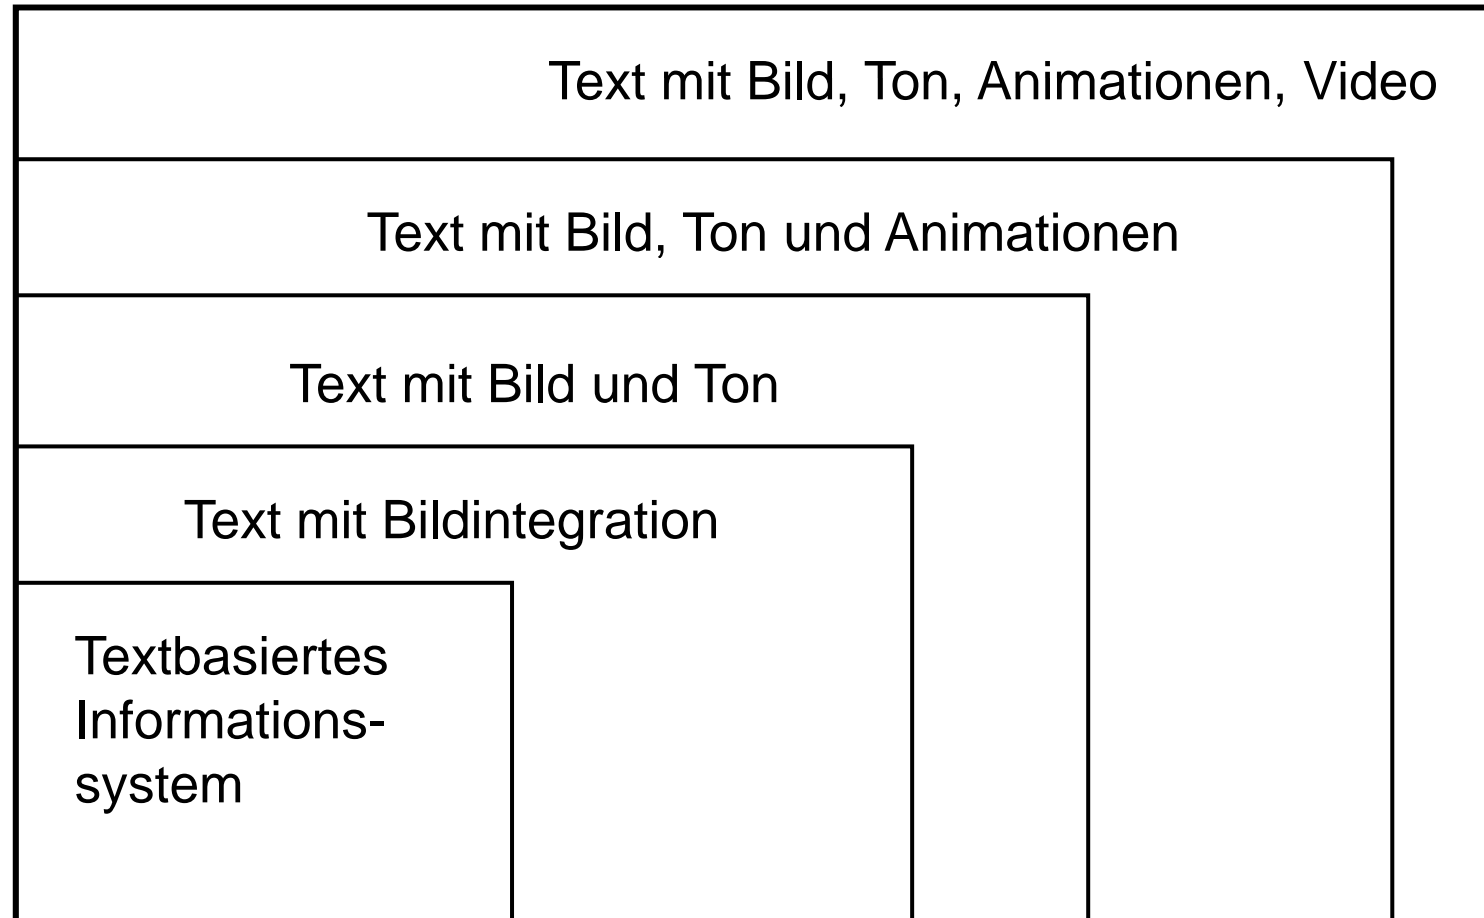 Text mit Bild, Ton, Animationen, Video
Text mit Bild, Ton und Animationen
Text mit Bild und Ton
Text mit Bildintegration
Textbasiertes
Informations-
system